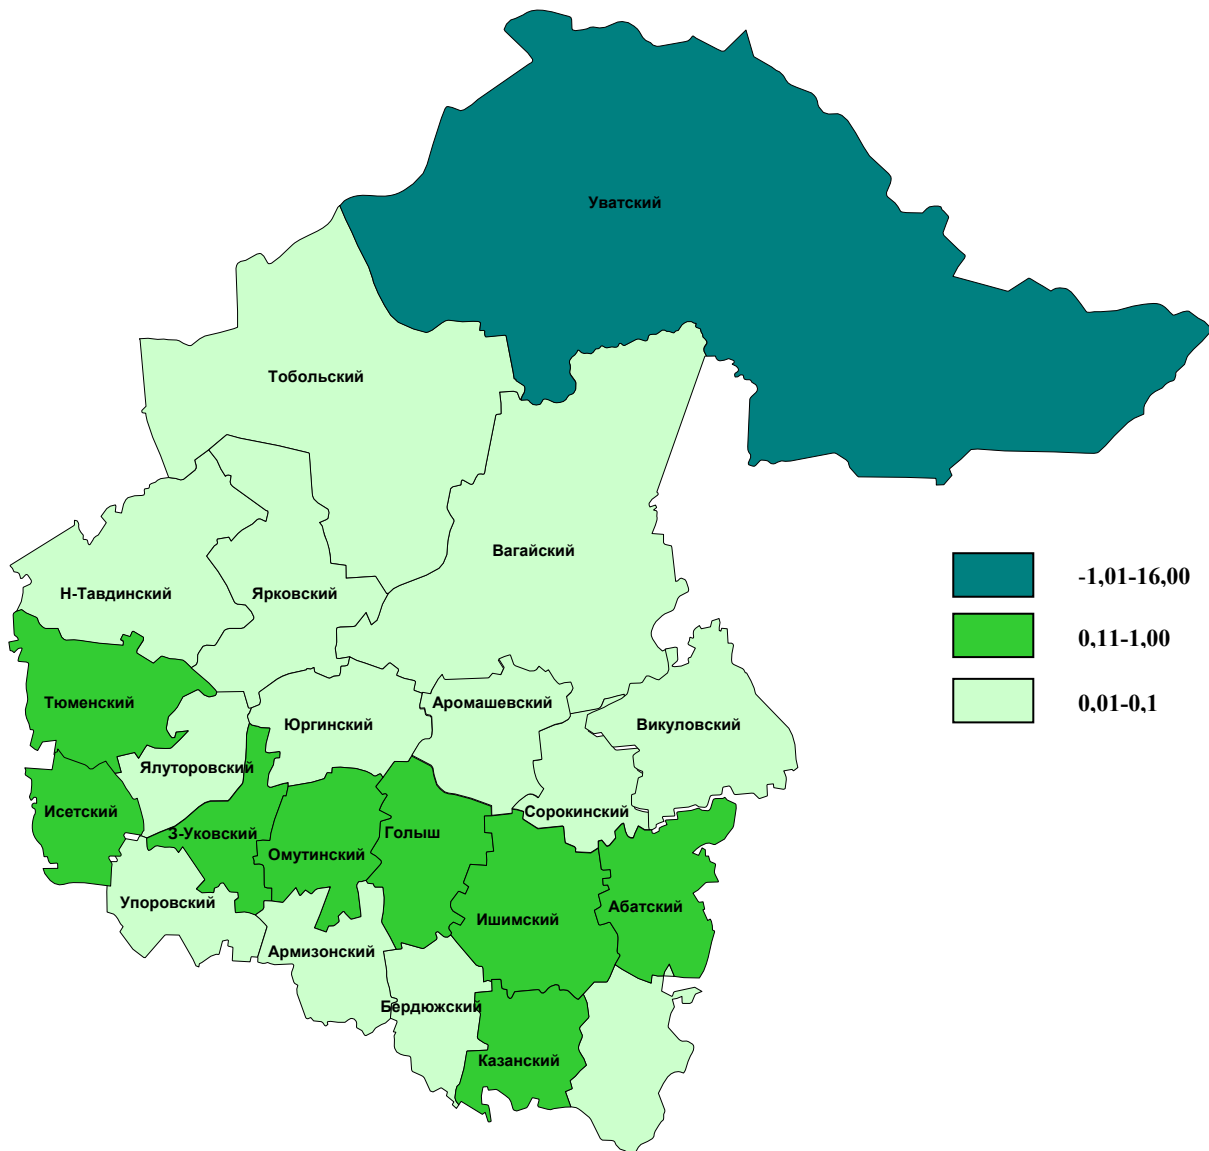 Уватский
Тобольский
Вагайский
Н-Тавдинский
Ярковский
Тюменский
Юргинский
Аромашевский
Викуловский
Ялуторовский
Исетский
З-Уковский
Омутинский
Голыш
Сорокинский
Упоровский
Армизонский
Ишимский
Абатский
Бердюжский
Казанский
-1,01-16,00
0,11-1,00
0,01-0,1